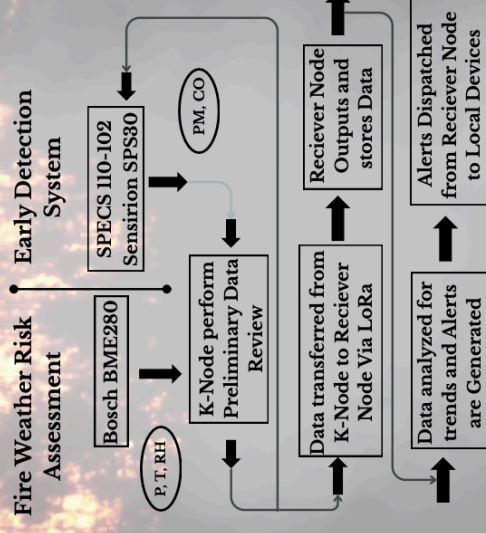 Fire Weather Risk
Assessment
Early Detection
System
Bosch BME280
SPECS 110-102
Sensirion SPS30
P, T, RH
PM, CO
K-Node perform
Preliminary Data
Review
Data transferred from
K-Node to Reciever
Node Via LoRa
Reciever Node
Outputs and
stores Data
Data analyzed for
trends and Alerts
are Generated
Alerts Dispatched
from Reciever Node
to Local Devices